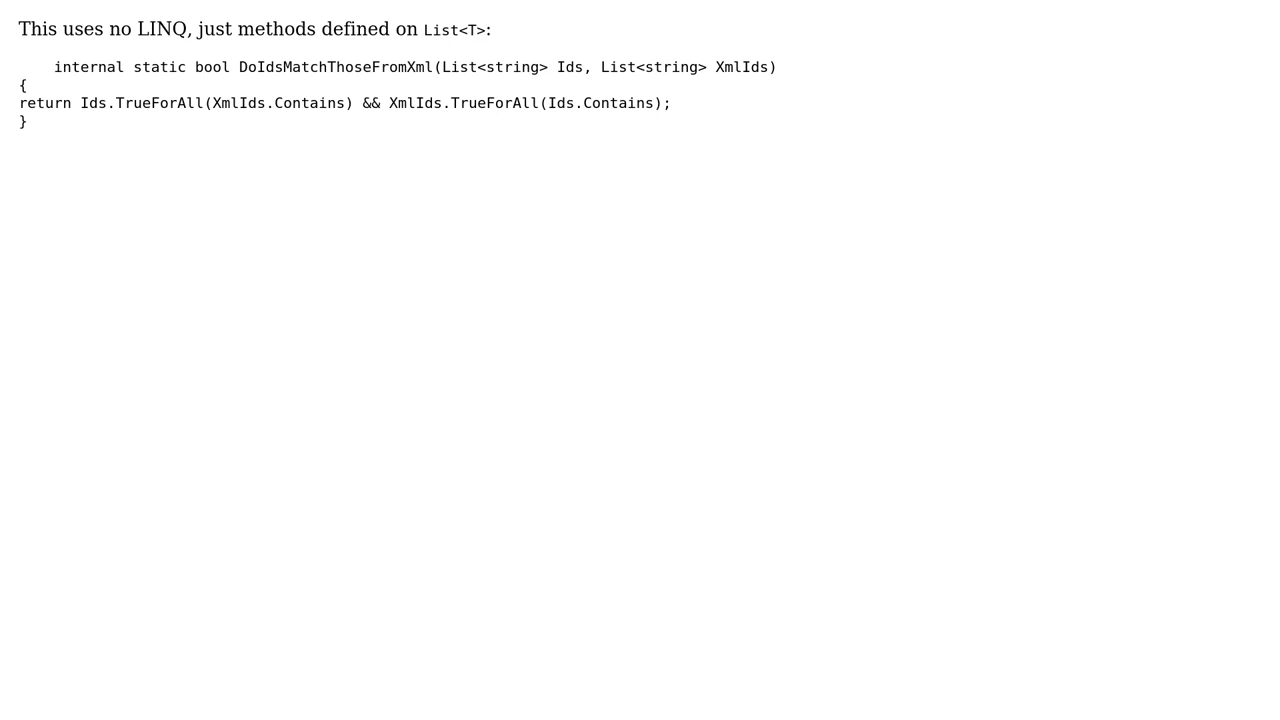 This uses no LINQ, just methods defined on List<T>:
    internal static bool DoIdsMatchThoseFromXml(List<string> Ids, List<string> XmlIds)
{
return Ids.TrueForAll(XmlIds.Contains) && XmlIds.TrueForAll(Ids.Contains);
}